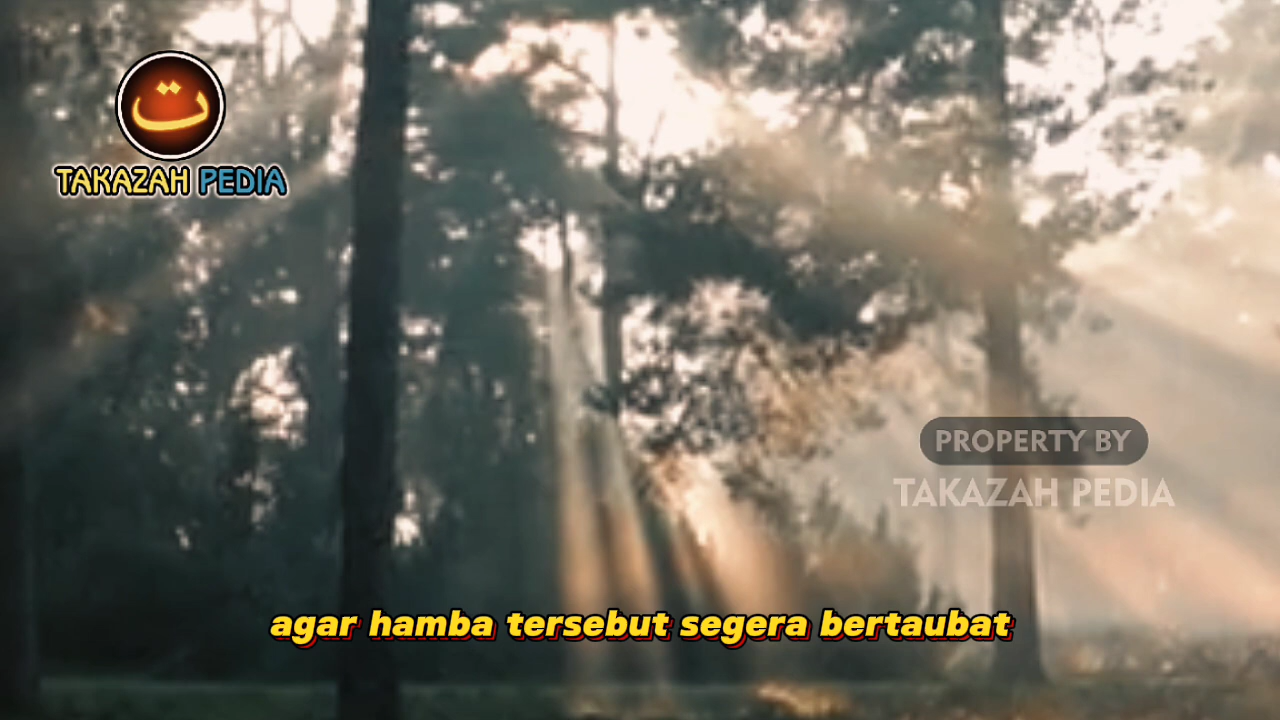 ت
TAKAZAH PEDIA
PROPERTY BY
TAKAZAH PEDIA
agar hamba tersebut segera bertaubat